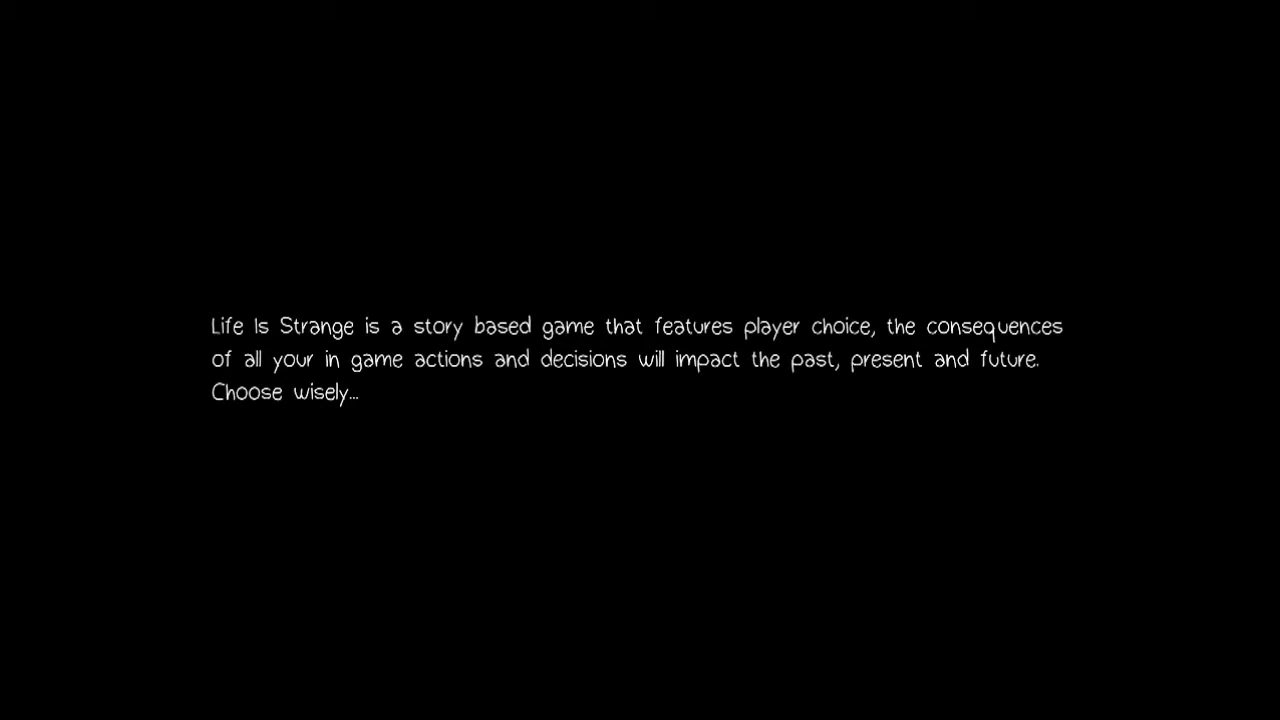 Life Is Strange is a story based game that features player choice, the consequences
of all your in game actions and decisions will impact the past, present and future.
Choose wisely...